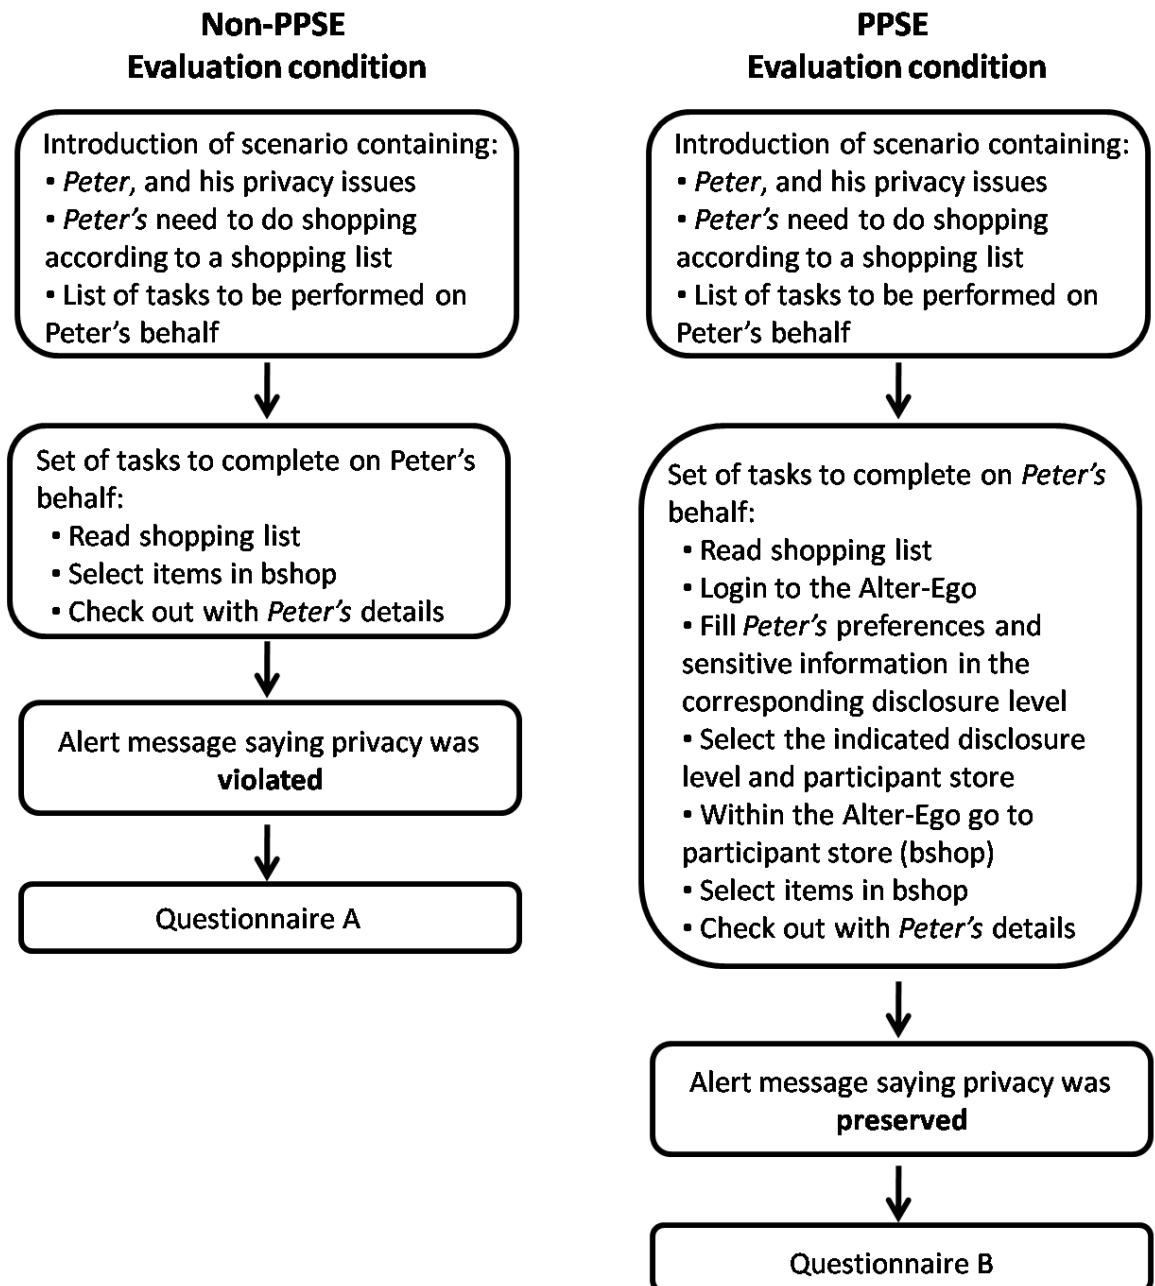 Non-PPSE
Evaluation condition
Introduction of scenario containing:
▪ Peter, and his privacy issues
▪ Peter's need to do shopping
according to a shopping list
▪ List of tasks to be performed on
Peter's behalf
Set of tasks to complete on Peter's
behalf:
▪ Read shopping list
▪ Select items in bshop
▪ Check out with Peter's details
Alert message saying privacy was
violated
Questionnaire A
PPSE
Evaluation condition
Introduction of scenario containing:
▪ Peter, and his privacy issues
▪ Peter's need to do shopping
according to a shopping list
▪ List of tasks to be performed on
Peter's behalf
Set of tasks to complete on Peter's
behalf:
▪ Read shopping list
▪ Login to the Alter-Ego
▪ Fill Peter's preferences and
sensitive information in the
corresponding disclosure level
▪ Select the indicated disclosure
level and participant store
▪ Within the Alter-Ego go to
participant store (bshop)
▪ Select items in bshop
▪ Check out with Peter's details
Alert message saying privacy was
preserved
Questionnaire B